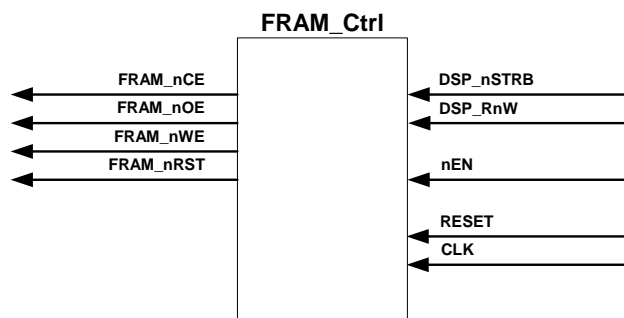 FRAM_Ctrl
FRAM_nCE
FRAM_nOE
FRAM_nWE
FRAM_nRST
DSP_nSTRB
DSP_RnW
nEN
RESET
CLK